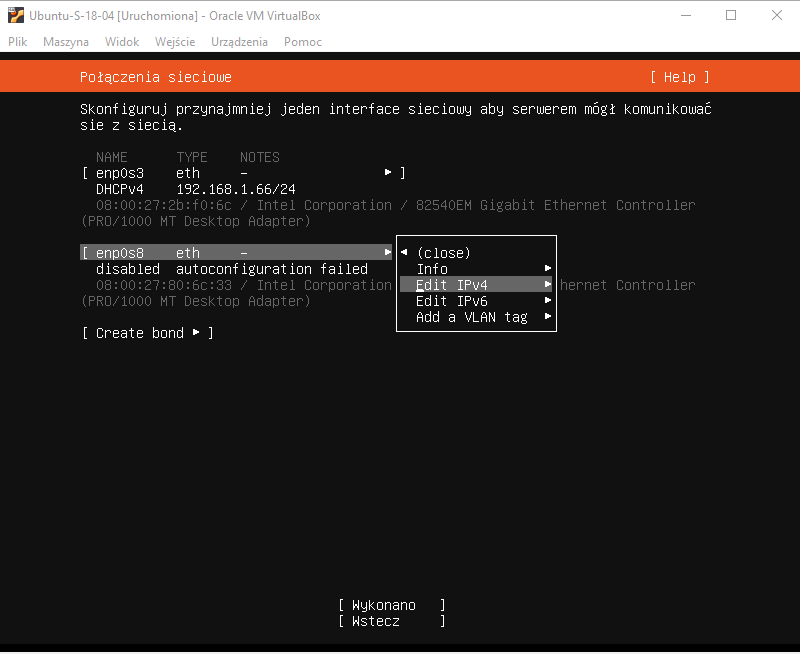 Ubuntu-S-18-04 [Uruchomiona] - Oracle VM VirtualBox
Plik Maszyna Widok Wejście Urządzenia Pomoc
Połączenia sieciowe [ Help ]
Skonfiguruj przynajmniej jeden interface sieciowy aby serwerem mógł komunikować
sie z siecią.
NAME TYPE NOTES
[ enp0s3 eth - ▸ ]
DHCPv4 192.168.1.66/24
08:00:27:2b:f0:6c / Intel Corporation / 82540EM Gigabit Ethernet Controller
(PRO/1000 MT Desktop Adapter)
[ enp0s8 eth - ▸ ◂ (close)
disabled autoconfiguration failed Info ▸
08:00:27:80:6c:33 / Intel Corporation Edit IPv4 ▸ hernet Controller
(PRO/1000 MT Desktop Adapter) Edit IPv6 ▸
Add a VLAN tag ▸
[ Create bond ▸ ]
[ Wykonano ]
[ Wstecz ]